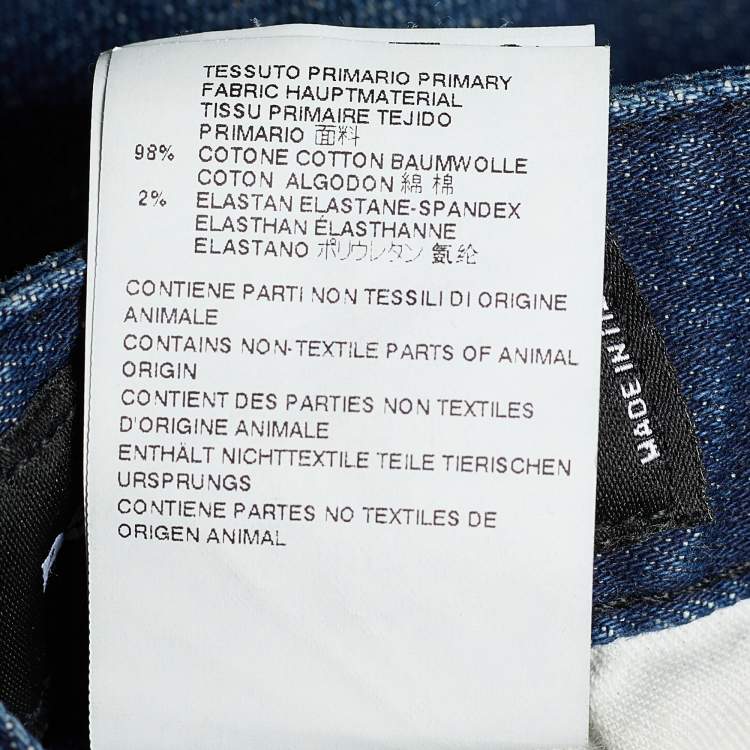 TESSUTO PRIMARIO PRIMARY
FABRIC HAUPTMATERIAL
TISSU PRIMAIRE TEJIDO
PRIMARIO 面料
98% COTONE COTTON BAUMWOLLE
COTON ALGODON 綿 棉
2% ELASTAN ELASTANE-SPANDEX
ELASTHAN ÉLASTHANNE
ELASTANO ポリウレタン 氨纶
CONTIENE PARTI NON TESSILI DI ORIGINE
ANIMALE
CONTAINS NON-TEXTILE PARTS OF ANIMAL
ORIGIN
CONTIENT DES PARTIES NON TEXTILES
D'ORIGINE ANIMALE
ENTHÄLT NICHTTEXTILE TEILE TIERISCHEN
URSPRUNGS
CONTIENE PARTES NO TEXTILES DE
ORIGEN ANIMAL
MADE IN